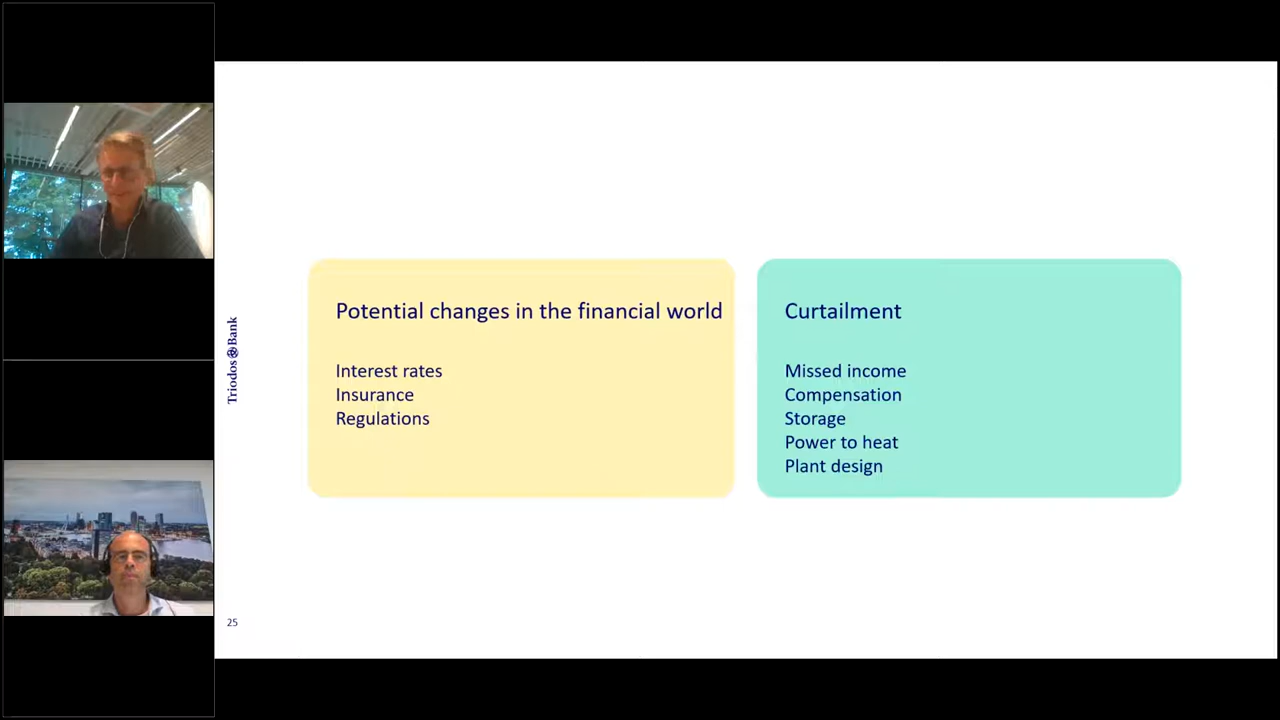 Triodos Bank
Potential changes in the financial world
Interest rates
Insurance
Regulations
Curtailment
Missed income
Compensation
Storage
Power to heat
Plant design
25